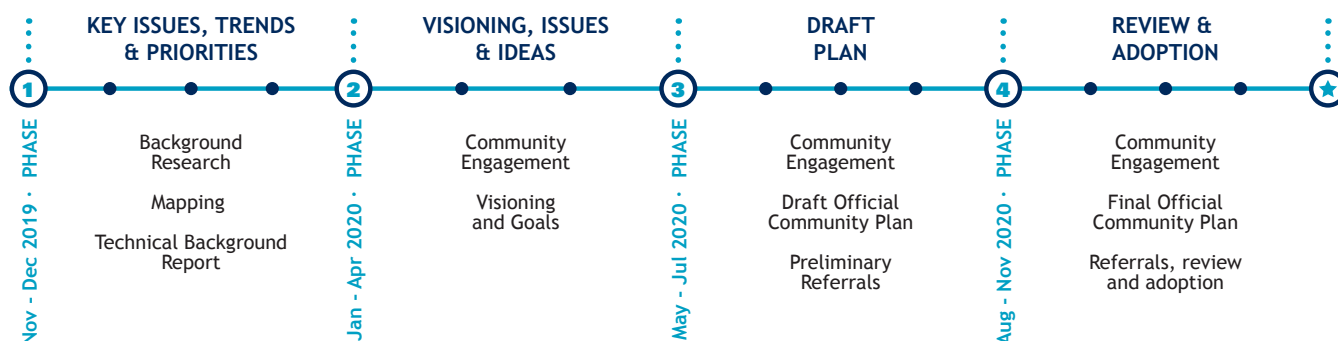 KEY ISSUES, TRENDS
& PRIORITIES
VISIONING, ISSUES
& IDEAS
DRAFT
PLAN
REVIEW &
ADOPTION
1
2
3
4
Nov - Dec 2019 · PHASE
Background
Research
Mapping
Technical Background
Report
Jan - Apr 2020 · PHASE
Community
Engagement
Visioning
and Goals
May - Jul 2020 · PHASE
Community
Engagement
Draft Official
Community Plan
Preliminary
Referrals
Aug - Nov 2020 · PHASE
Community
Engagement
Final Official
Community Plan
Referrals, review
and adoption